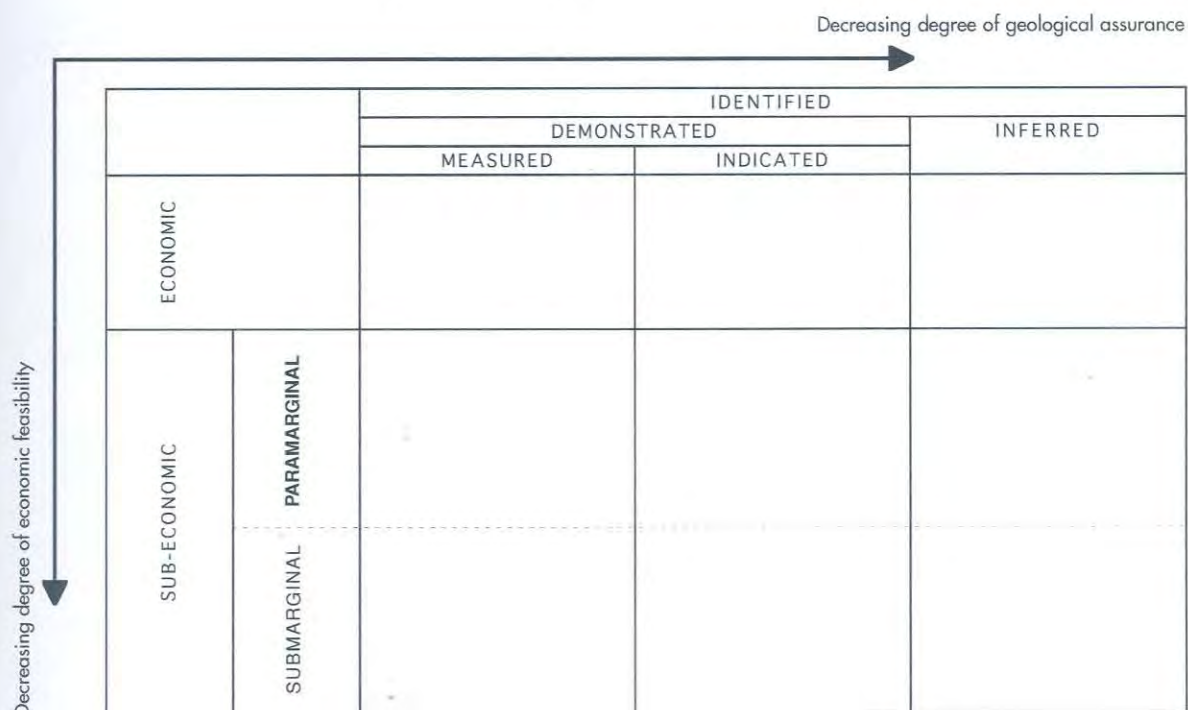 Decreasing degree of geological assurance
IDENTIFIED
DEMONSTRATED
INFERRED
MEASURED
INDICATED
ECONOMIC
SUB-ECONOMIC
PARAMARGINAL
SUBMARGINAL
Decreasing degree of economic feasibility